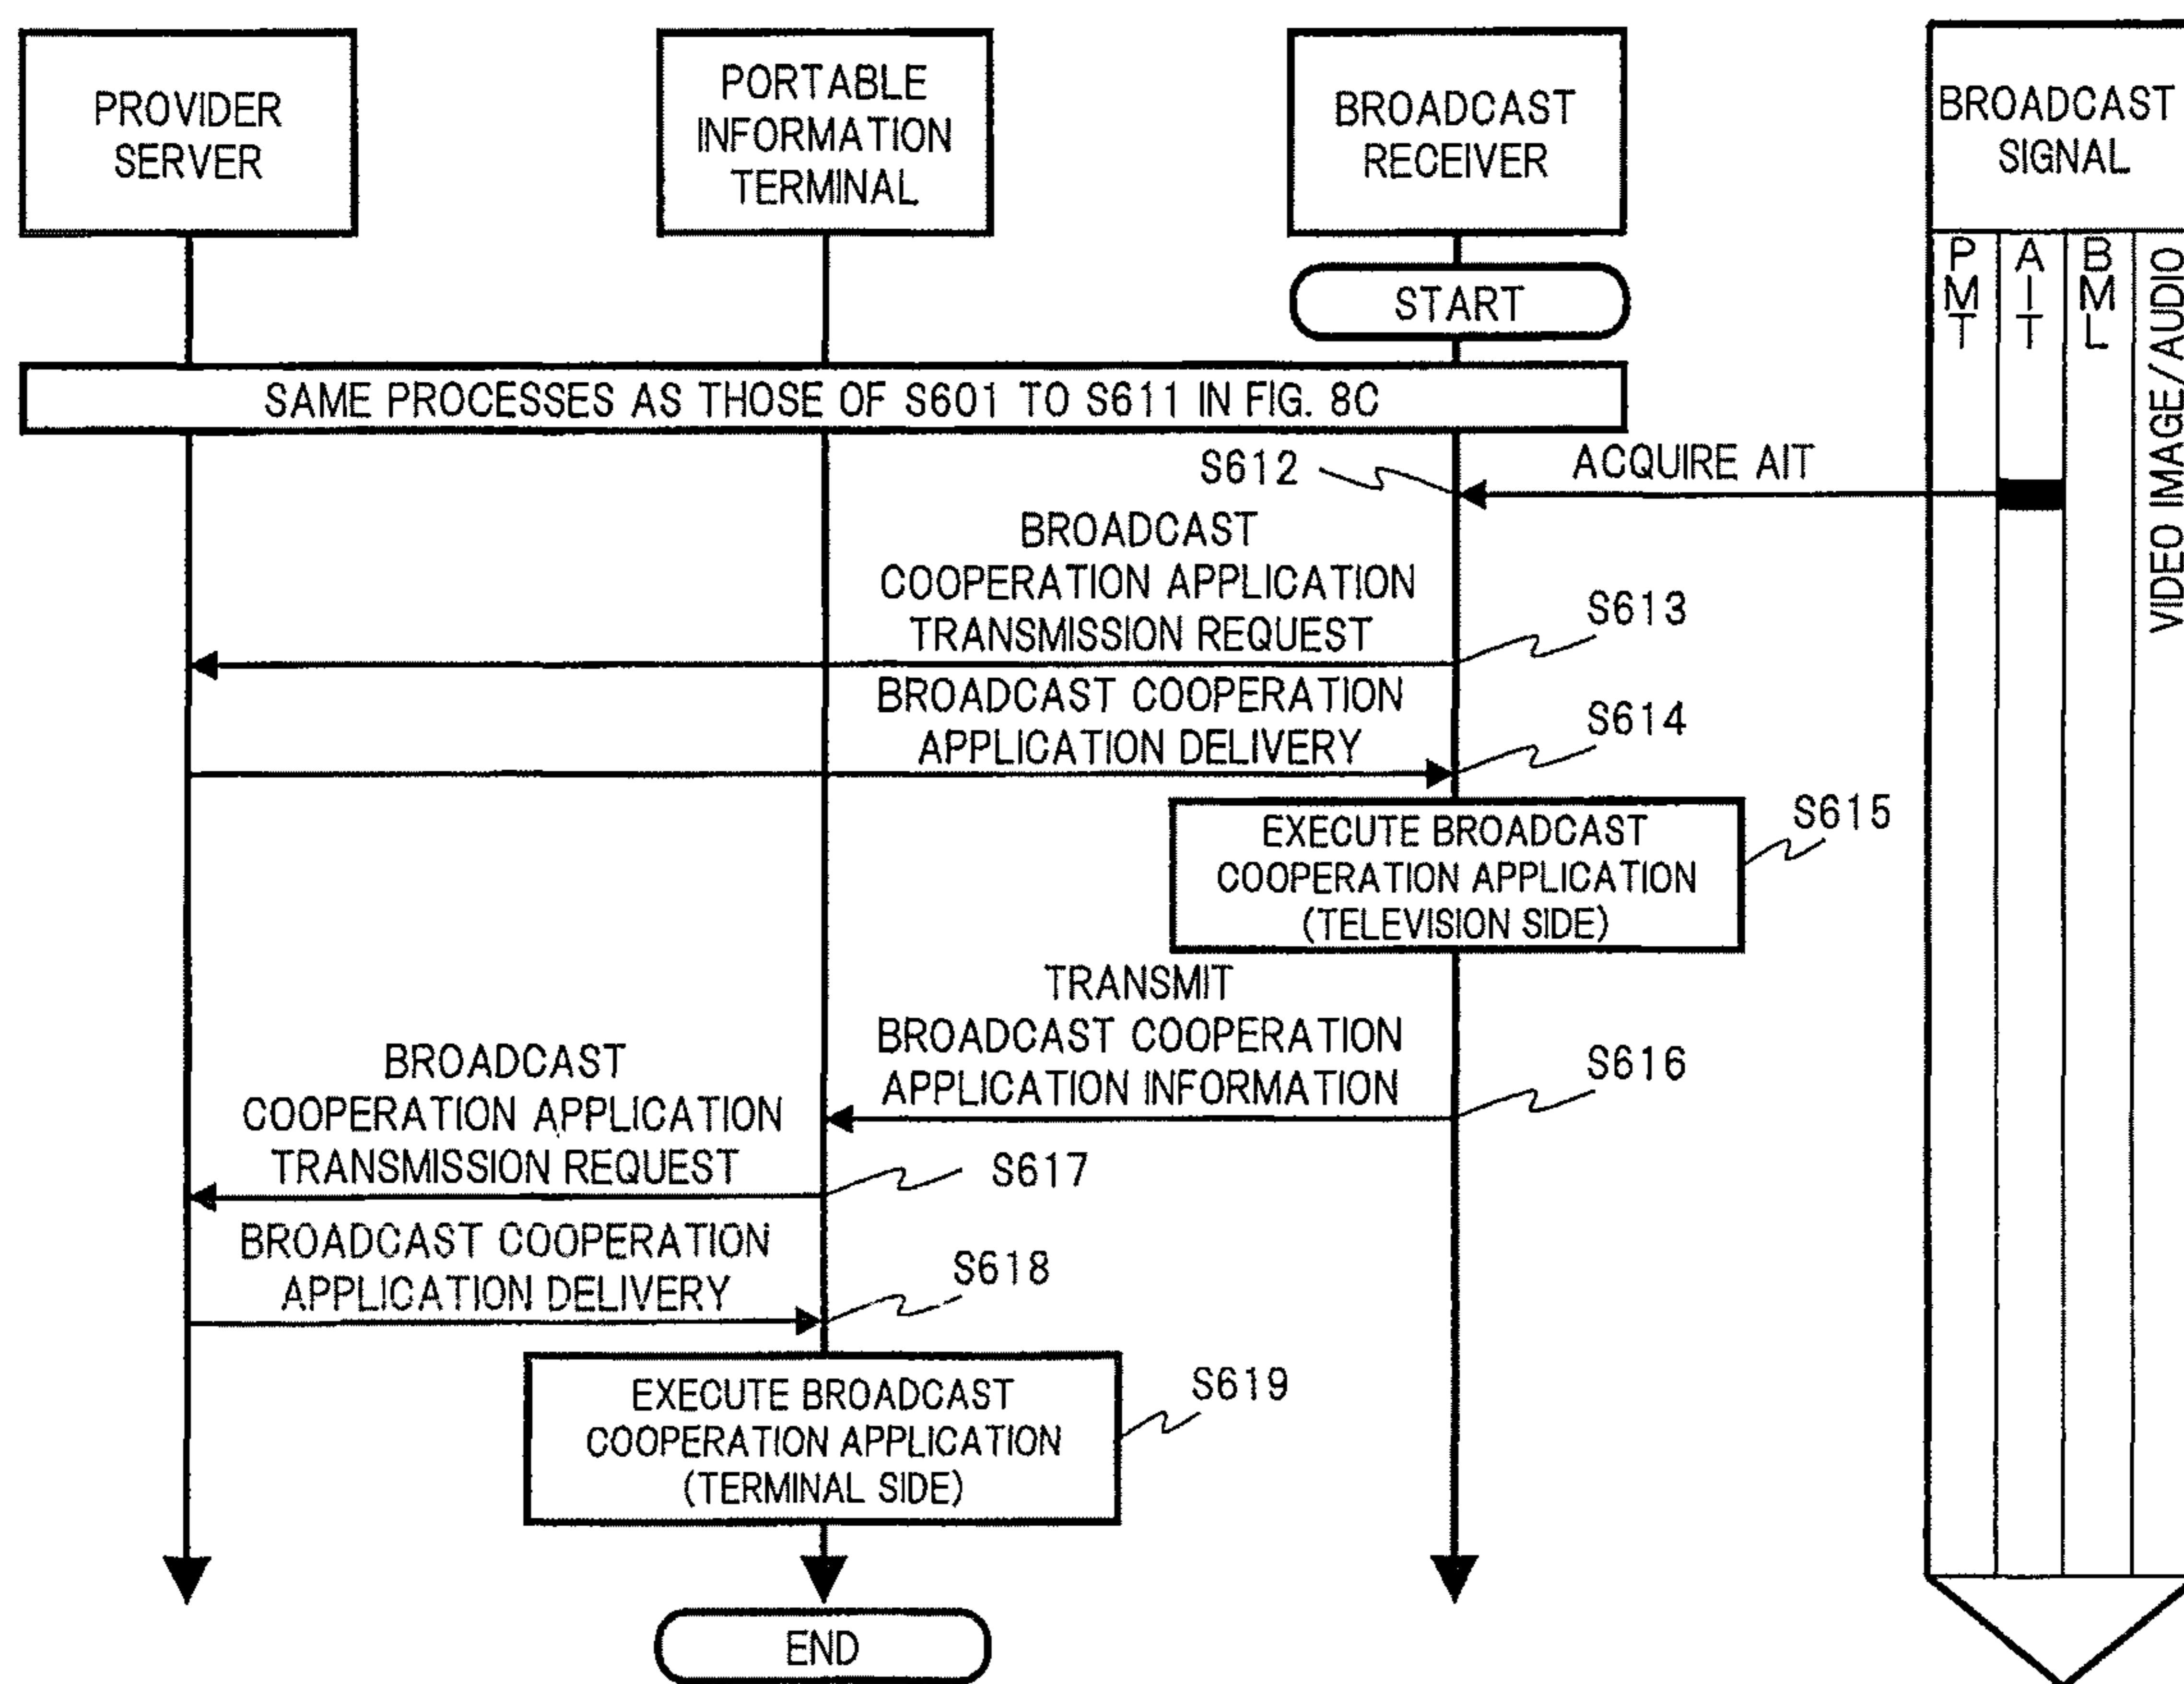 PROVIDER
SERVER
PORTABLE
INFORMATION
TERMINAL
BROADCAST
RECEIVER
BROADCAST
SIGNAL
START
PMT
AIT
BML
VIDEO IMAGE/AUDIO
SAME PROCESSES AS THOSE OF S601 TO S611 IN FIG. 8C
S612
ACQUIRE AIT
BROADCAST
COOPERATION APPLICATION
TRANSMISSION REQUEST
S613
BROADCAST COOPERATION
APPLICATION DELIVERY
S614
EXECUTE BROADCAST
COOPERATION APPLICATION
(TELEVISION SIDE)
S615
TRANSMIT
BROADCAST COOPERATION
APPLICATION INFORMATION
S616
BROADCAST
COOPERATION APPLICATION
TRANSMISSION REQUEST
S617
BROADCAST COOPERATION
APPLICATION DELIVERY
S618
EXECUTE BROADCAST
COOPERATION APPLICATION
(TERMINAL SIDE)
S619
END